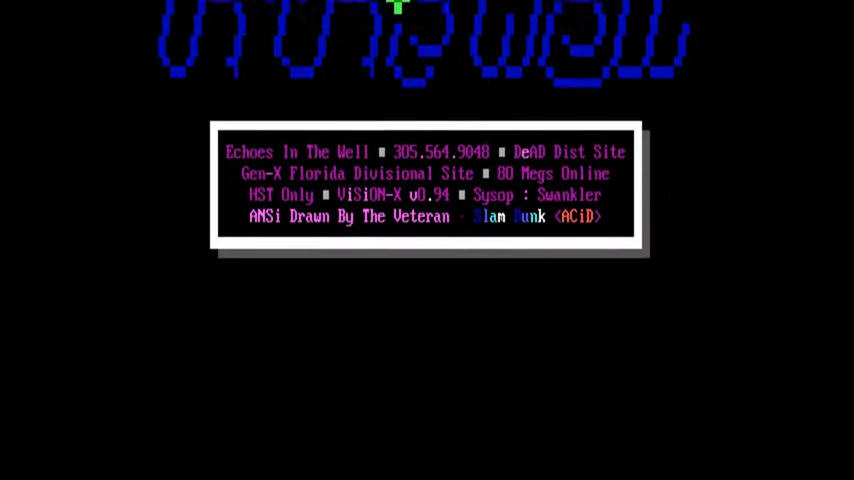 Echoes In The Well ■ 305.564.9048 ■ DeAD Dist Site
Gen-X Florida Divisional Site ■ 80 Megs Online
HST Only ■ ViSiON-X v0.94 ■ Sysop : Swankler
ANSi Drawn By The Veteran · Slam Dunk <ACiD>